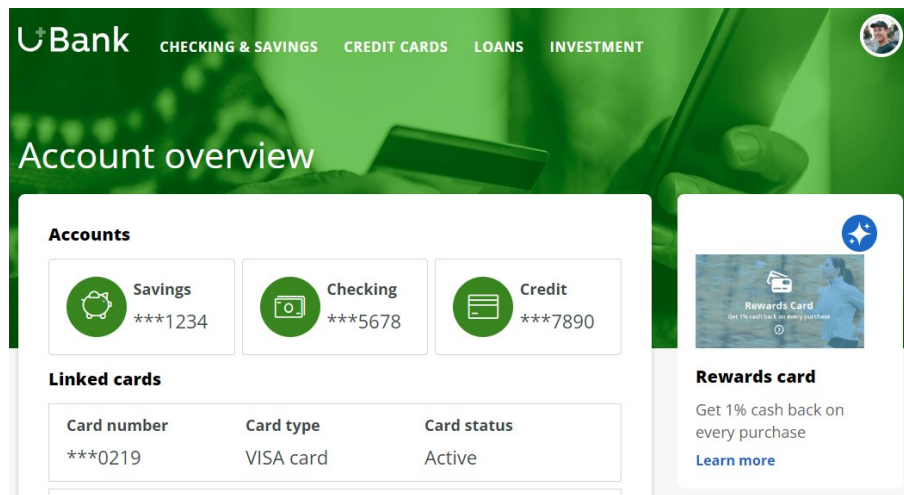 U+Bank
CHECKING & SAVINGS CREDIT CARDS LOANS INVESTMENT
Account overview
Accounts
Savings
***1234
Checking
***5678
Credit
***7890
Linked cards
Card number Card type Card status
***0219 VISA card Active
Rewards Card
Get 1% cash back on every purchase
Rewards card
Get 1% cash back on
every purchase
Learn more